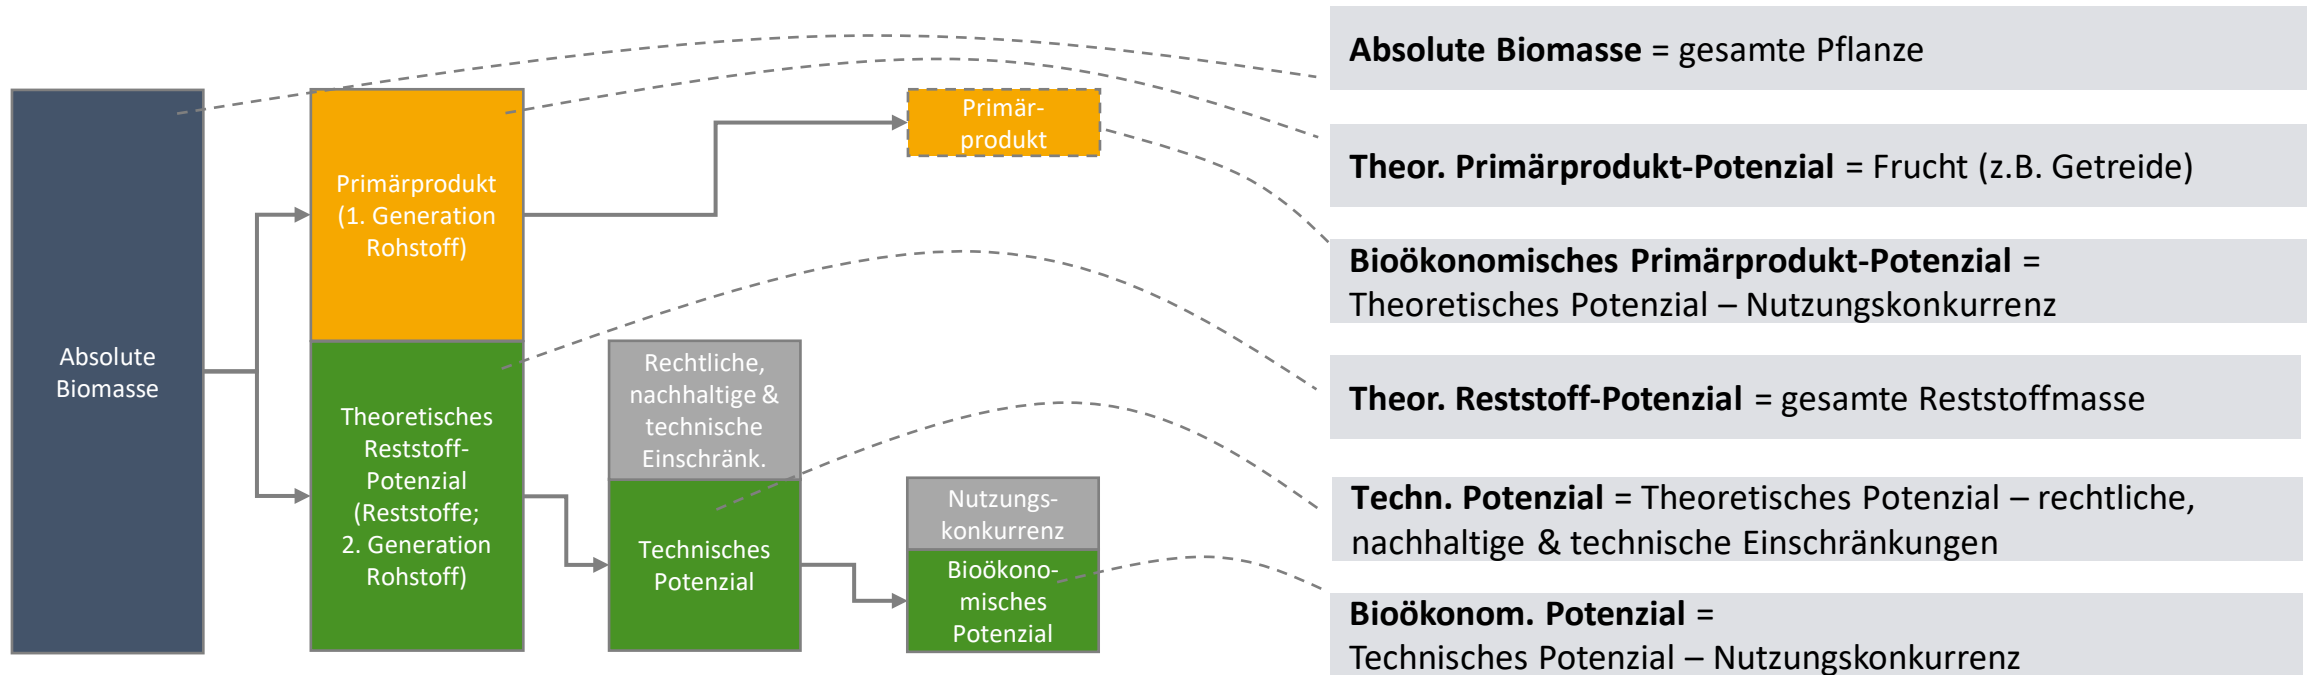 Absolute
Biomasse
Primärprodukt
(1. Generation
Rohstoff)
Theoretisches
Reststoff-
Potenzial
(Reststoffe;
2. Generation
Rohstoff)
Rechtliche,
nachhaltige &
technische
Einschränk.
Technisches
Potenzial
Primär-
produkt
Nutzungs-
konkurrenz
Bioökono-
misches
Potenzial
Absolute Biomasse = gesamte Pflanze
Theor. Primärprodukt-Potenzial = Frucht (z.B. Getreide)
Bioökonomisches Primärprodukt-Potenzial =
Theoretisches Potenzial – Nutzungskonkurrenz
Theor. Reststoff-Potenzial = gesamte Reststoffmasse
Techn. Potenzial = Theoretisches Potenzial – rechtliche,
nachhaltige & technische Einschränkungen
Bioökonom. Potenzial =
Technisches Potenzial – Nutzungskonkurrenz